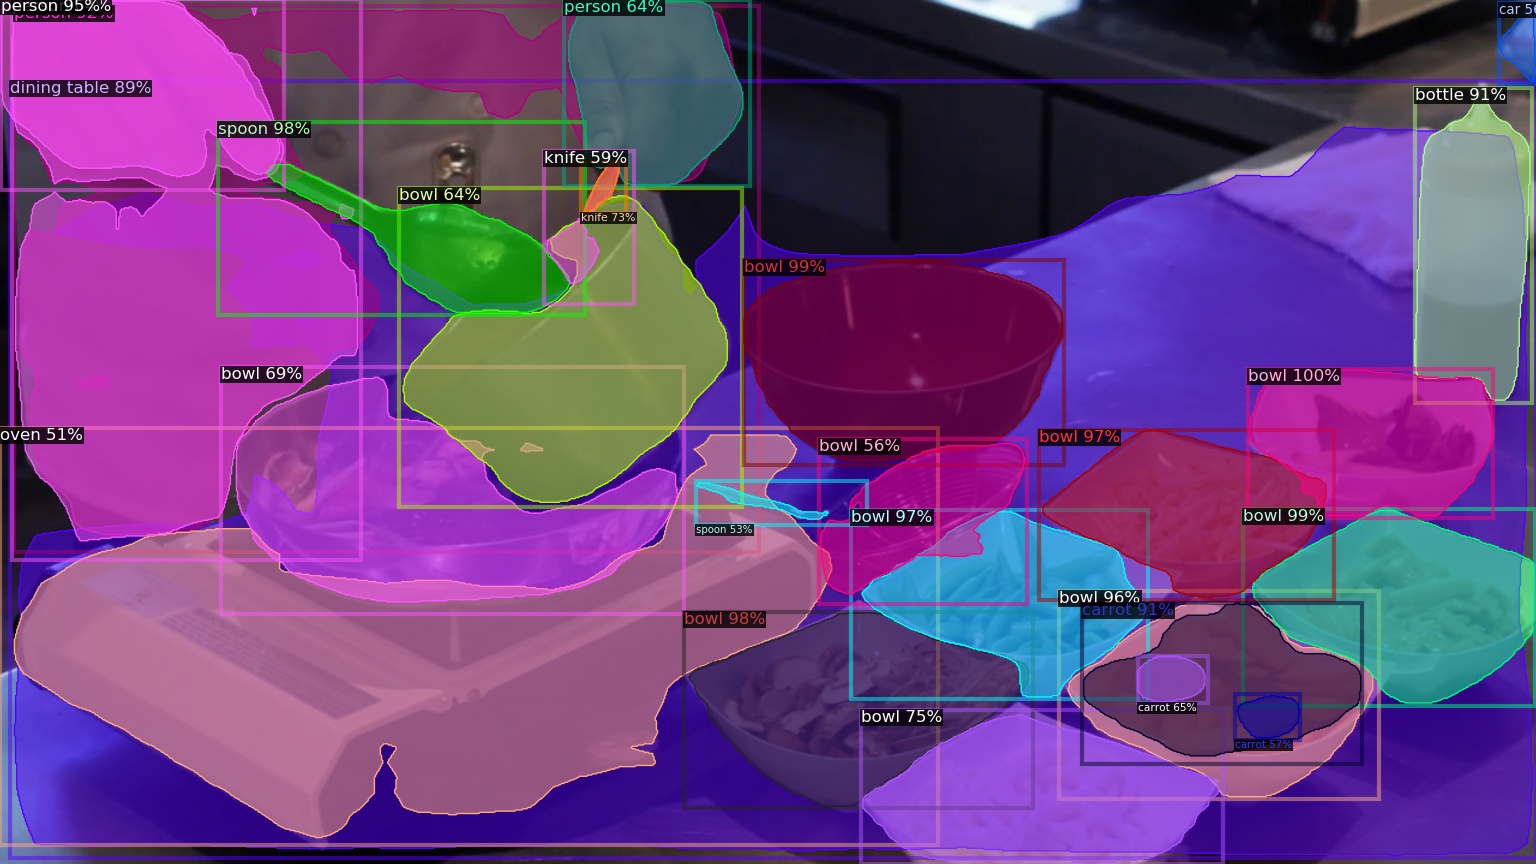 person 95%%
person 92%
person 64%
car 56
dining table 89%
bottle 91%
spoon 98%
knife 59%
bowl 64%
knife 73%
bowl 99%
bowl 69%
bowl 100%
oven 51%
bowl 56%
bowl 97%
spoon 53%
bowl 97%
bowl 99%
bowl 96%
carrot 91%
bowl 98%
carrot 65%
bowl 75%
carrot 57%